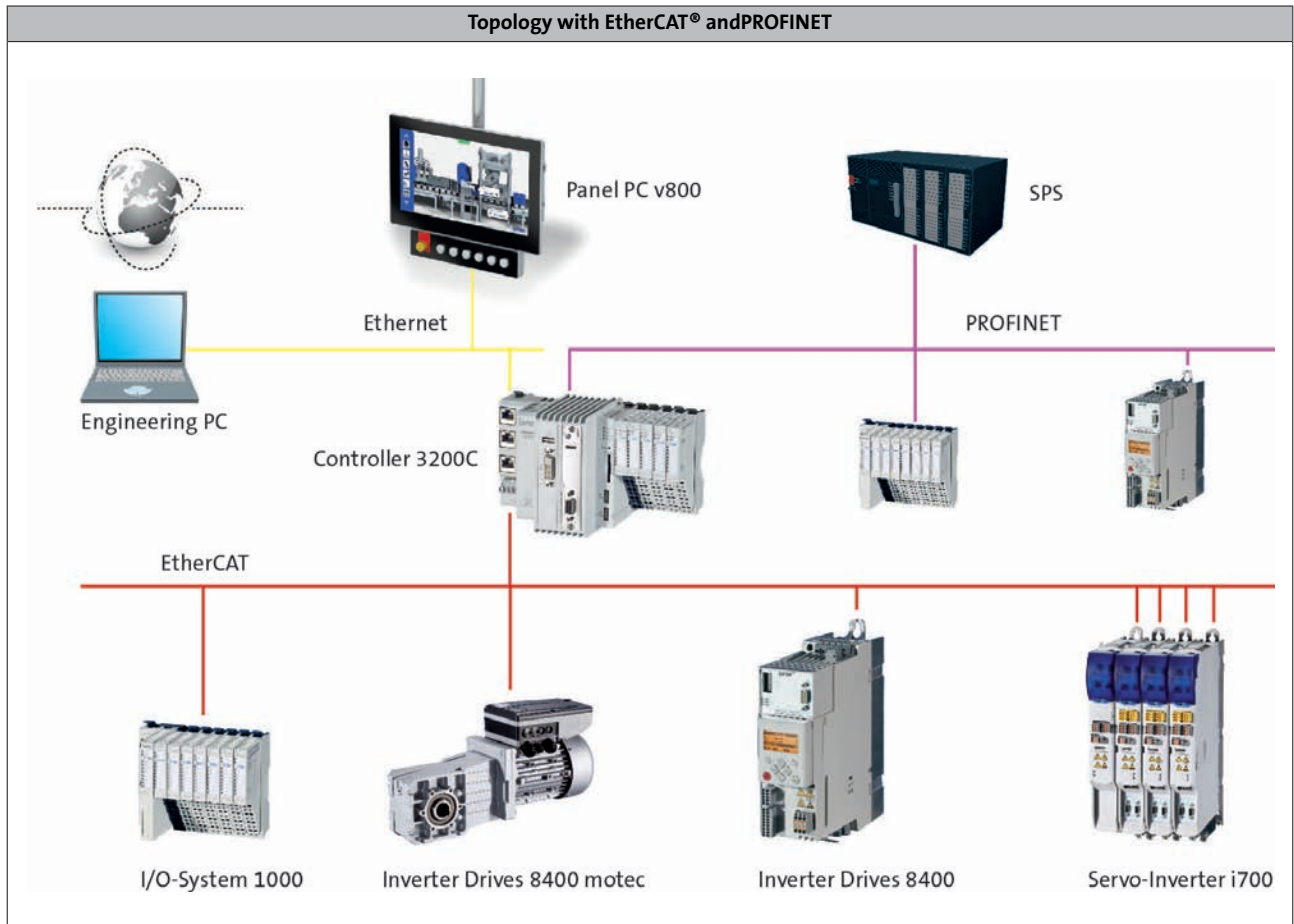 Topology with EtherCAT® andPROFINET
Panel PC v800
SPS
Ethernet
PROFINET
Engineering PC
Controller 3200C
EtherCAT
I/O-System 1000
Inverter Drives 8400 motec
Inverter Drives 8400
Servo-Inverter i700